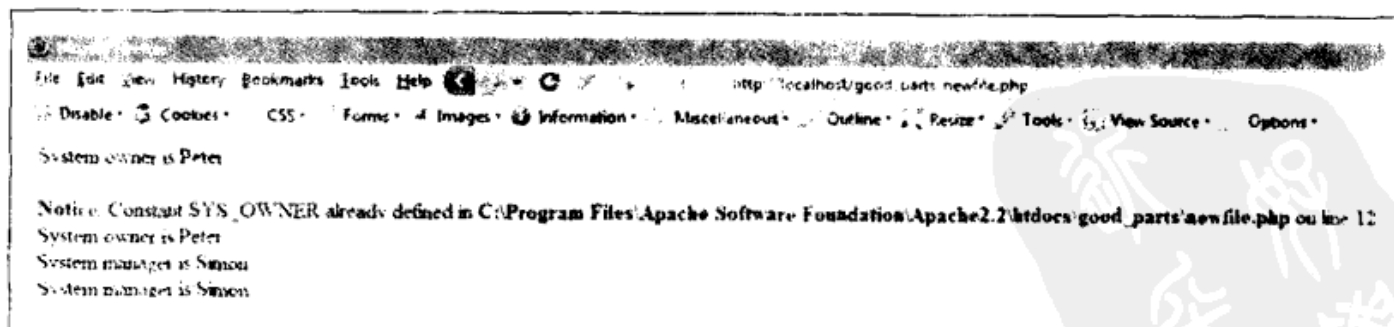 File Edit View History Bookmarks Tools Help http://localhost/good_parts/newfile.php
Disable Cookies CSS Forms Images Information Miscellaneous Outline Resize Tools View Source Options
System owner is Peter
Notice: Constant SYS_OWNER already defined in C:\Program Files\Apache Software Foundation\Apache2.2\htdocs\good_parts\newfile.php on line 12
System owner is Peter
System manager is Simon
System manager is Simon